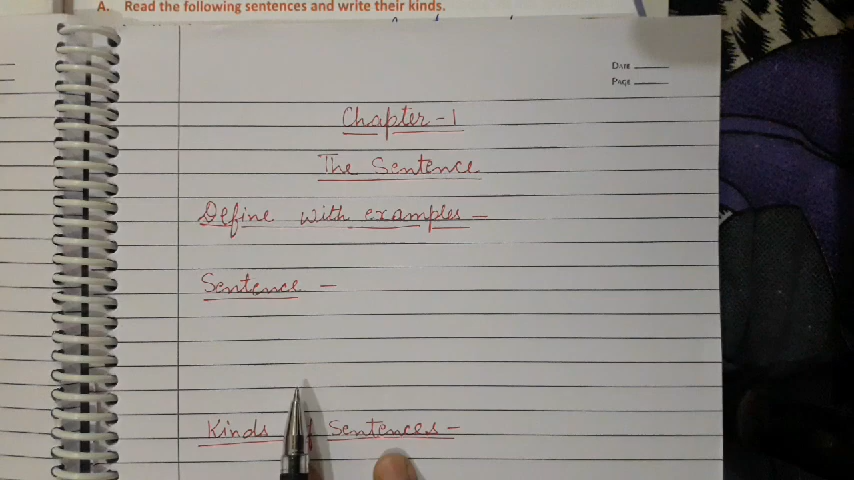 A. Read the following sentences and write their kinds.
DATE
PAGE
Chapter-1
The Sentence
Define with examples -
Sentence -
Kinds of Sentences -